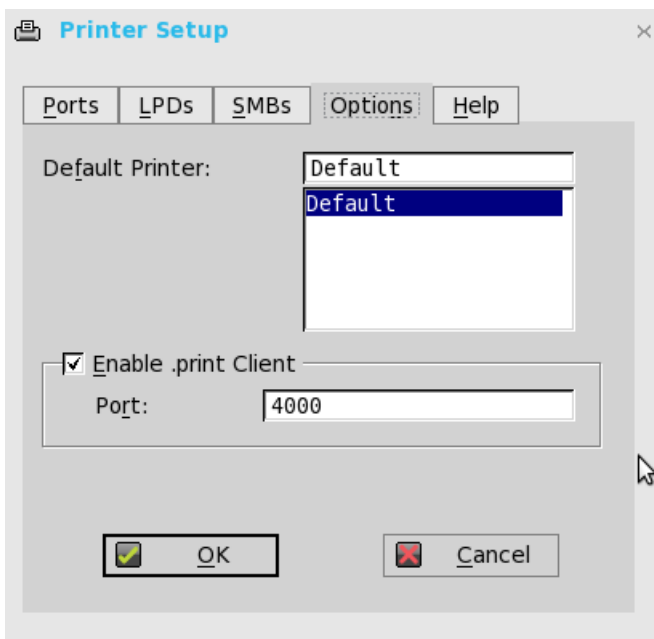 Printer Setup
Ports LPDs SMBs Options Help
Default Printer: Default
Default
Enable .print Client
Port: 4000
OK Cancel